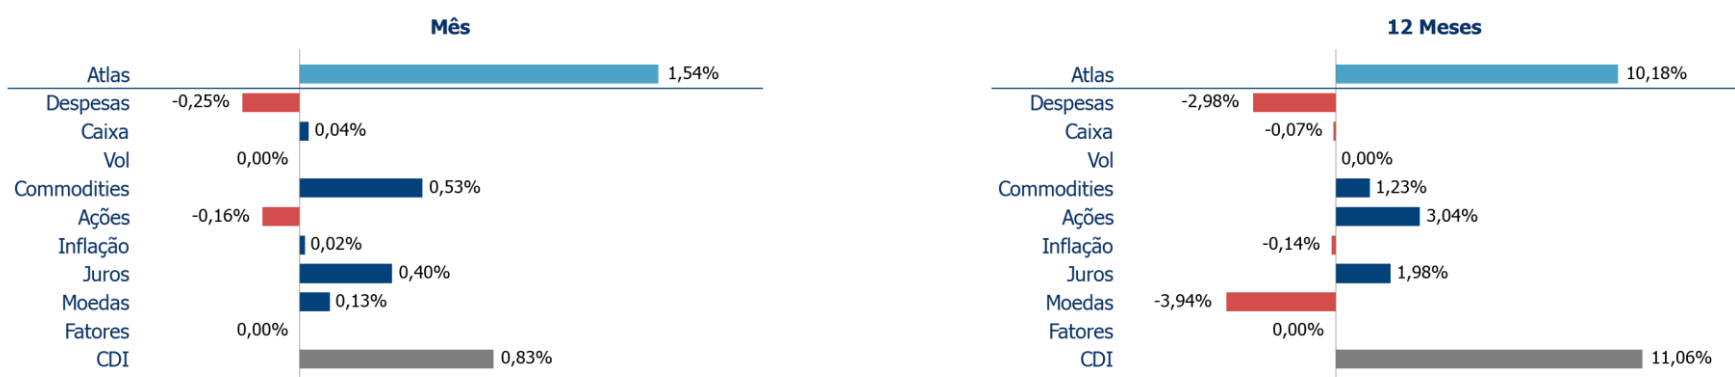 Mês
Atlas 1,54%
Despesas -0,25%
Caixa 0,04%
Vol 0,00%
Commodities 0,53%
Ações -0,16%
Inflação 0,02%
Juros 0,40%
Moedas 0,13%
Fatores 0,00%
CDI 0,83%
12 Meses
Atlas 10,18%
Despesas -2,98%
Caixa -0,07%
Vol 0,00%
Commodities 1,23%
Ações 3,04%
Inflação -0,14%
Juros 1,98%
Moedas -3,94%
Fatores 0,00%
CDI 11,06%